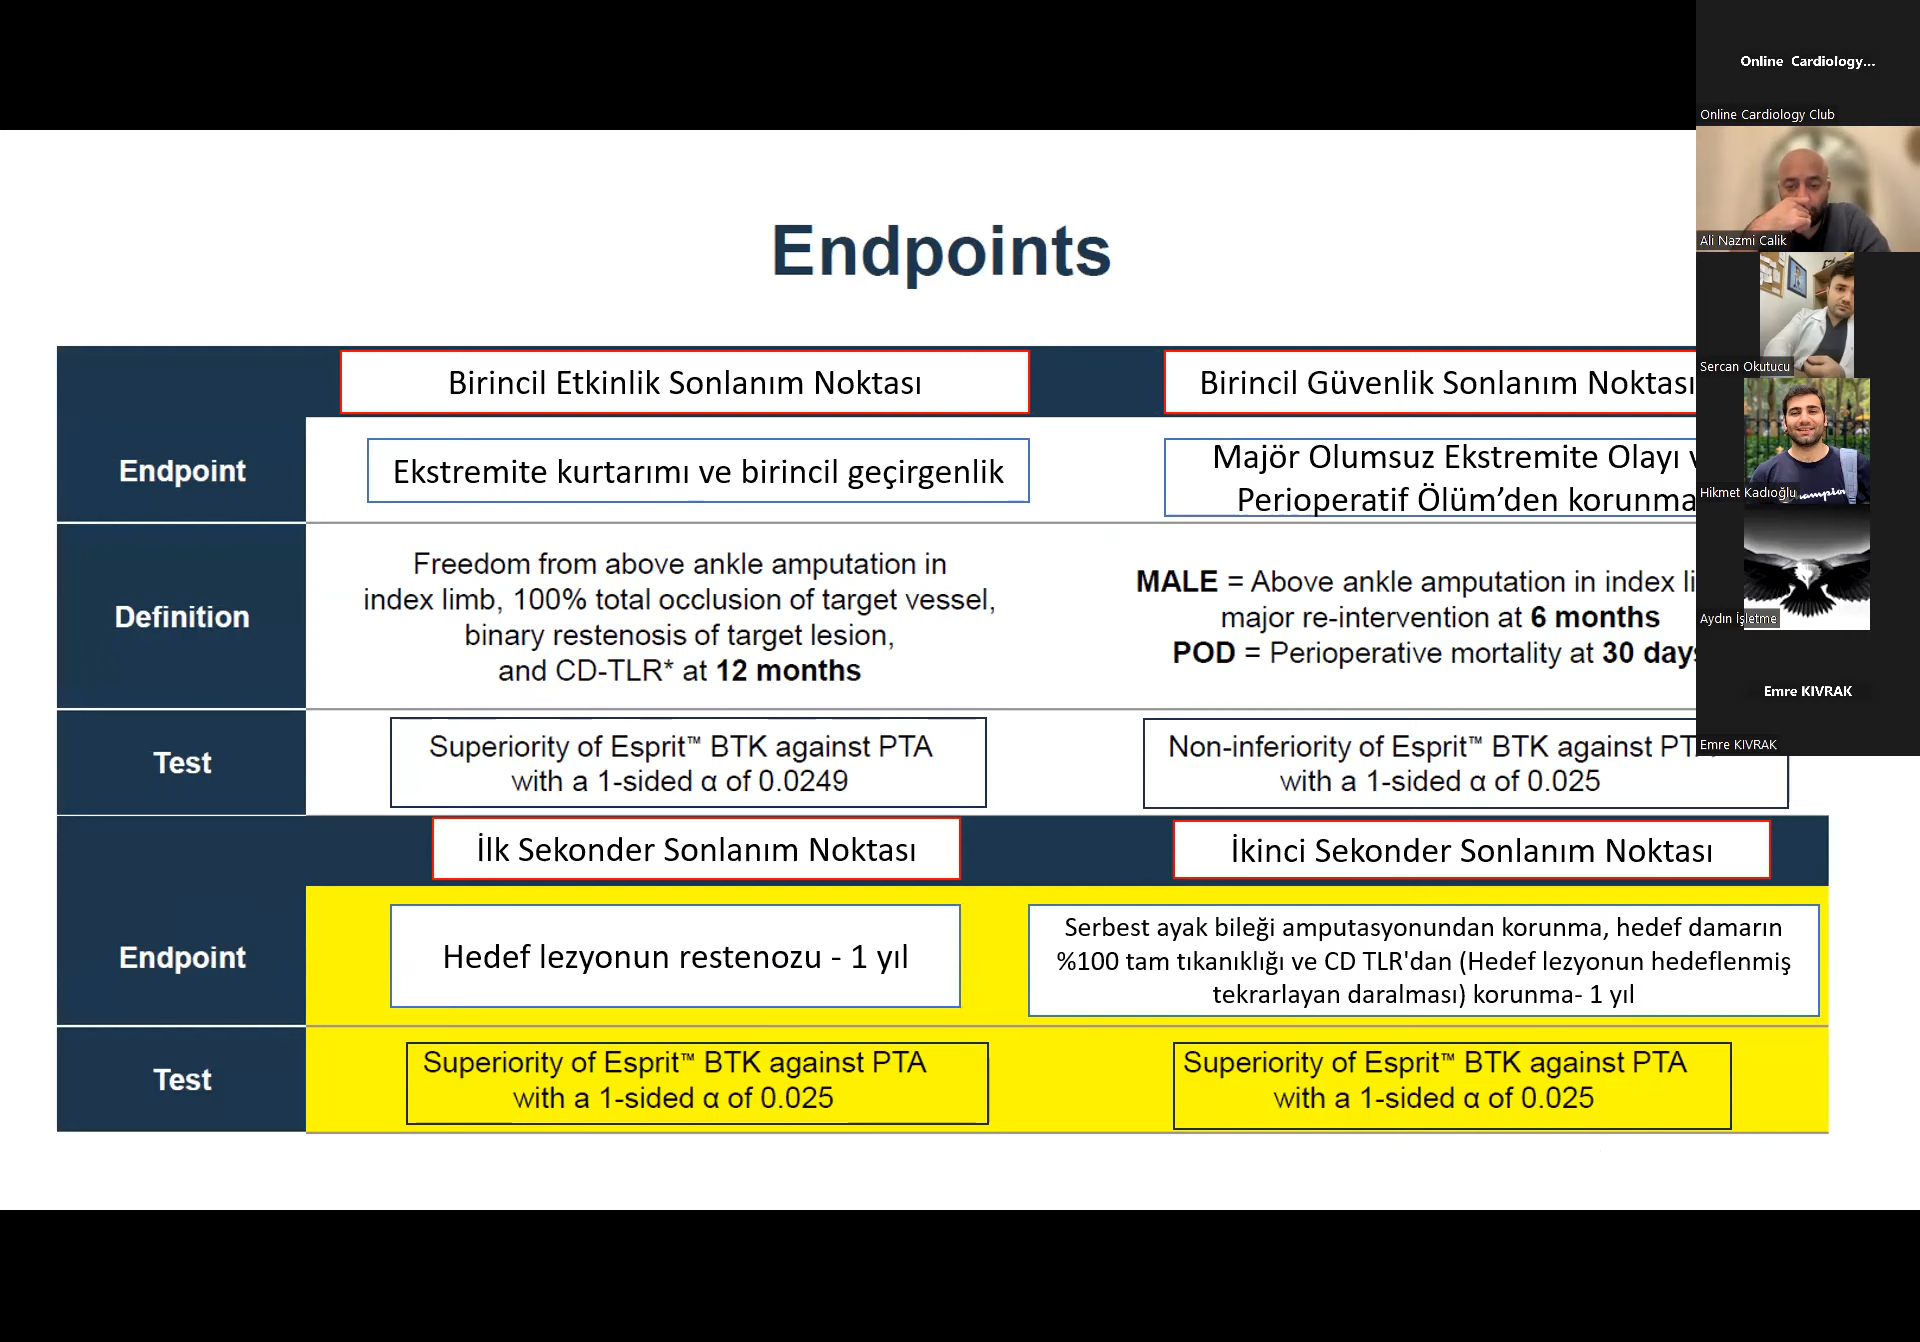 Online Cardiology...
Online Cardiology Club
Ali Nazmi Calik
Sercan Okutucu
Hikmet Kadıoğlu
Aydın İşletme
Emre KIVRAK
Emre KIVRAK
Endpoints
Birincil Etkinlik Sonlanım Noktası
Birincil Güvenlik Sonlanım Noktası
Endpoint
Ekstremite kurtarımı ve birincil geçirgenlik
Majör Olumsuz Ekstremite Olayı
Perioperatif Ölüm’den korunma
Definition
Freedom from above ankle amputation in
index limb, 100% total occlusion of target vessel,
binary restenosis of target lesion,
and CD-TLR* at 12 months
MALE = Above ankle amputation in index
major re-intervention at 6 months
POD = Perioperative mortality at 30 days
Test
Superiority of Esprit™ BTK against PTA
with a 1-sided α of 0.0249
Non-inferiority of Esprit™ BTK against PTA
with a 1-sided α of 0.025
İlk Sekonder Sonlanım Noktası
İkinci Sekonder Sonlanım Noktası
Endpoint
Hedef lezyonun restenozu - 1 yıl
Serbest ayak bileği amputasyonundan korunma, hedef damarın
%100 tam tıkanıklığı ve CD TLR'dan (Hedef lezyonun hedeflenmiş
tekrarlayan daralması) korunma- 1 yıl
Test
Superiority of Esprit™ BTK against PTA
with a 1-sided α of 0.025
Superiority of Esprit™ BTK against PTA
with a 1-sided α of 0.025